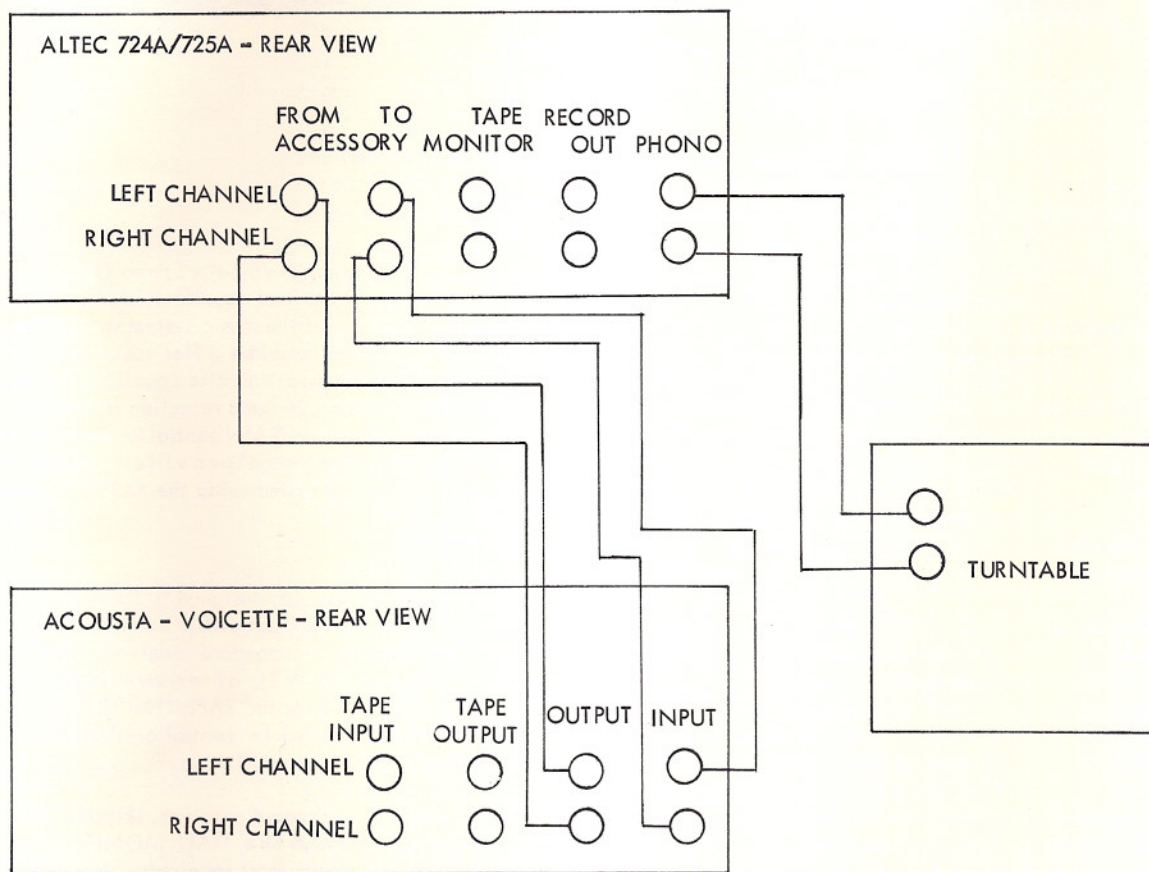 ALTEC 724A/725A - REAR VIEW
FROM TO TAPE RECORD
ACCESSORY MONITOR OUT PHONO
LEFT CHANNEL
RIGHT CHANNEL
TURNTABLE
ACOUSTA - VOICETTE - REAR VIEW
TAPE TAPE OUTPUT INPUT
INPUT OUTPUT
LEFT CHANNEL
RIGHT CHANNEL